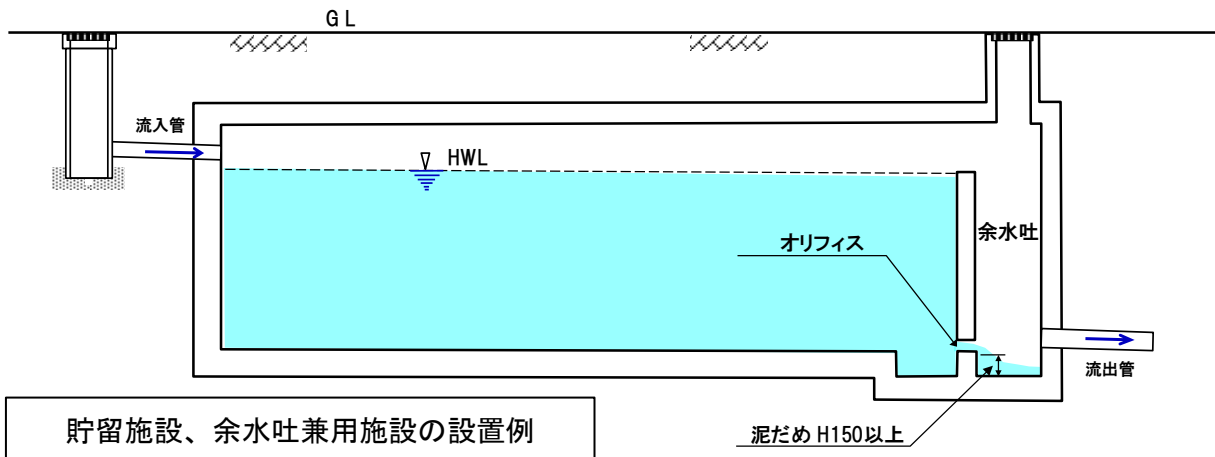 ＧＬ
流入管
HWL
余水吐
オリフィス
流出管
貯留施設、余水吐兼用施設の設置例
泥だめ H150以上